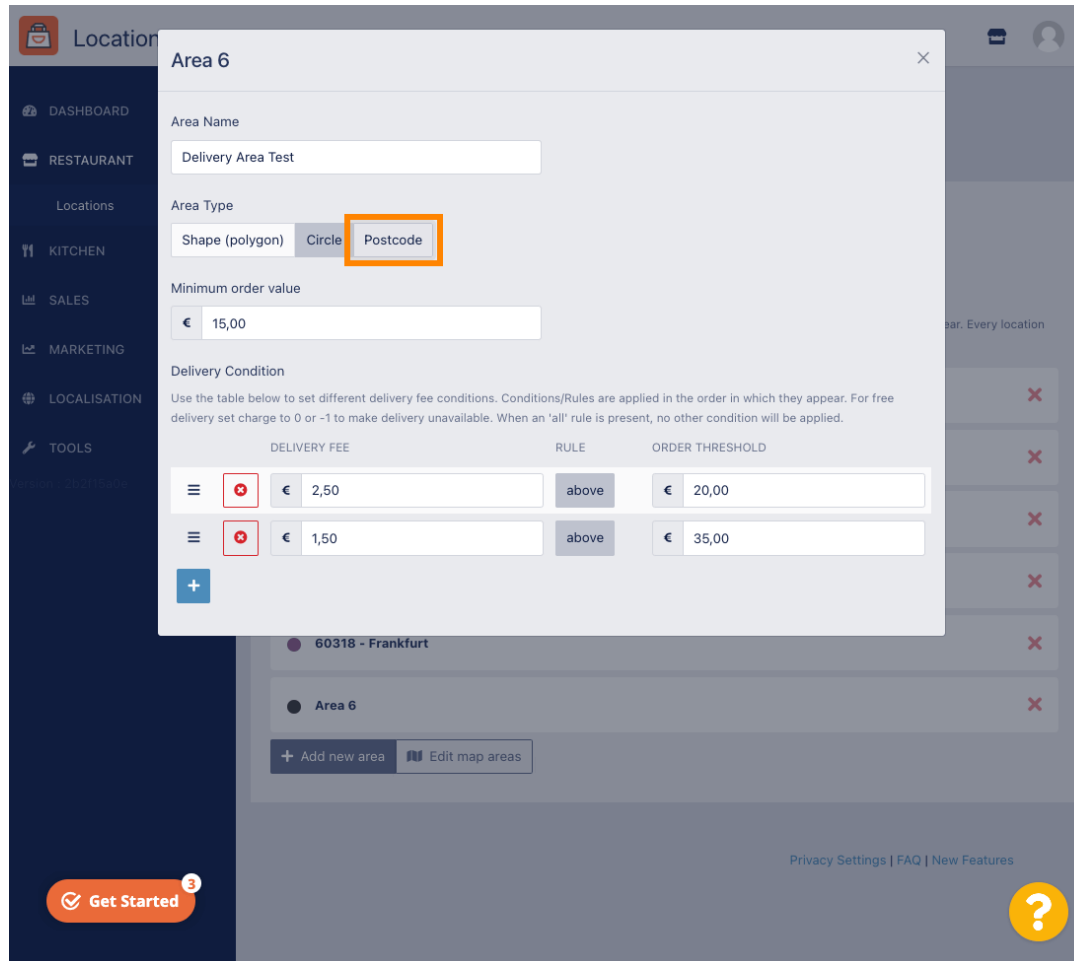 Location
Area 6
DASHBOARD
RESTAURANT
Locations
KITCHEN
SALES
MARKETING
LOCALISATION
TOOLS
Area Name
Delivery Area Test
Area Type
Shape (polygon) Circle Postcode
Minimum order value
€ 15,00
ear. Every location
Delivery Condition
Use the table below to set different delivery fee conditions. Conditions/Rules are applied in the order in which they appear. For free
delivery set charge to 0 or -1 to make delivery unavailable. When an 'all' rule is present, no other condition will be applied.
DELIVERY FEE RULE ORDER THRESHOLD
€ 2,50 above € 20,00
€ 1,50 above € 35,00
+
60318 - Frankfurt
Area 6
+ Add new area Edit map areas
Privacy Settings | FAQ | New Features
Get Started 3
?